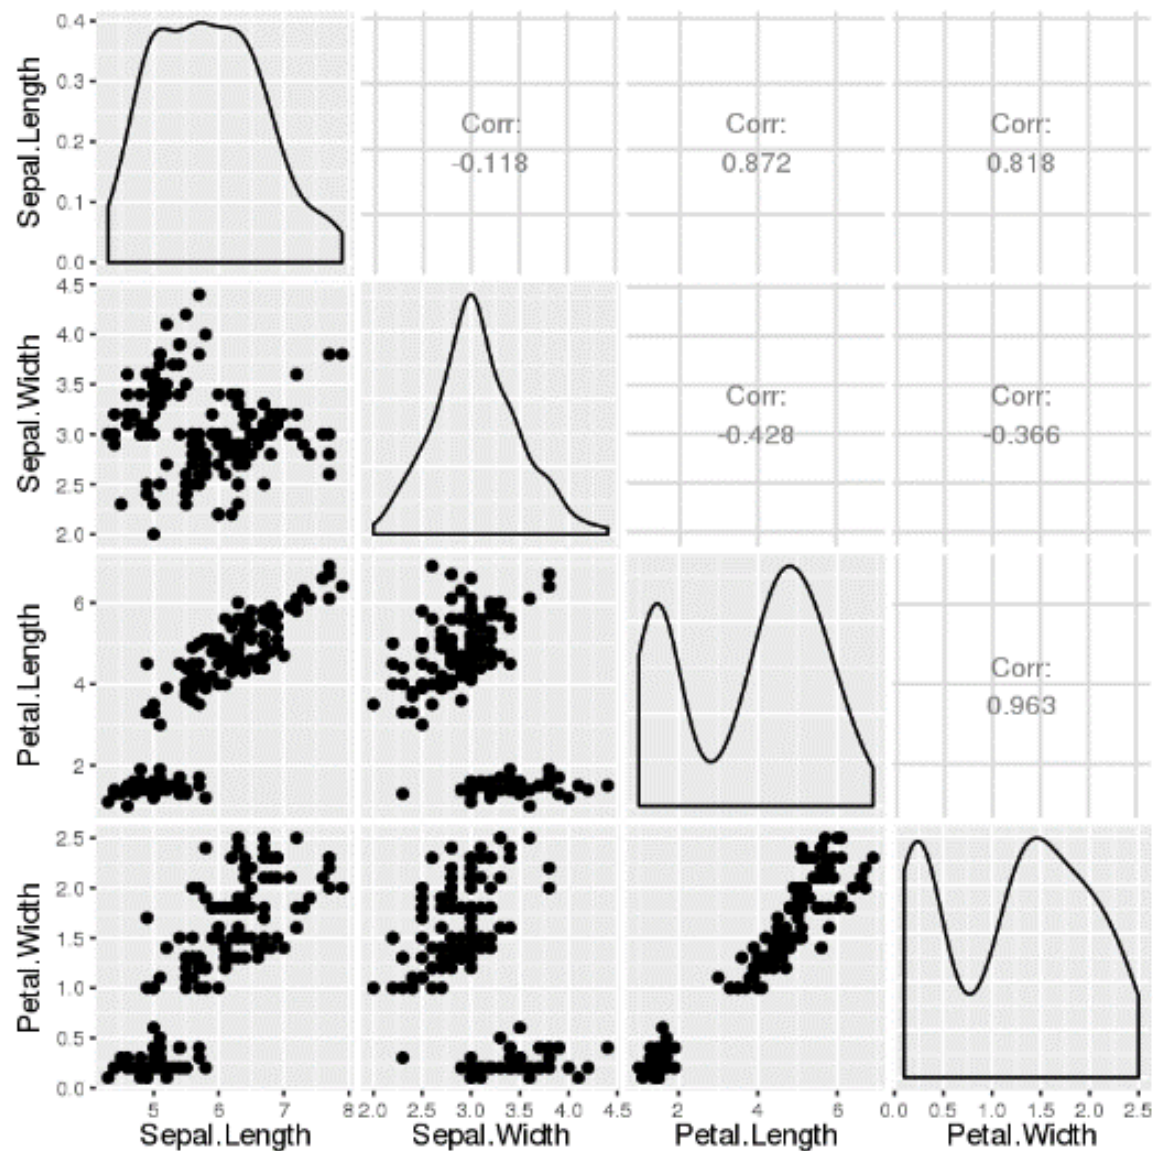 Sepal.Length
0.4
0.3
0.2
0.1
0.0
Corr:
-0.118
Corr:
0.872
Corr:
0.818
Sepal.Width
4.5
4.0
3.5
3.0
2.5
2.0
Corr:
-0.428
Corr:
-0.366
Petal.Length
6
4
2
Corr:
0.963
Petal.Width
2.5
2.0
1.5
1.0
0.5
0.0
5 6 7 8
2.0 2.5 3.0 3.5 4.0 4.5
2 4 6
0.0 0.5 1.0 1.5 2.0 2.5
Sepal.Length Sepal.Width Petal.Length Petal.Width